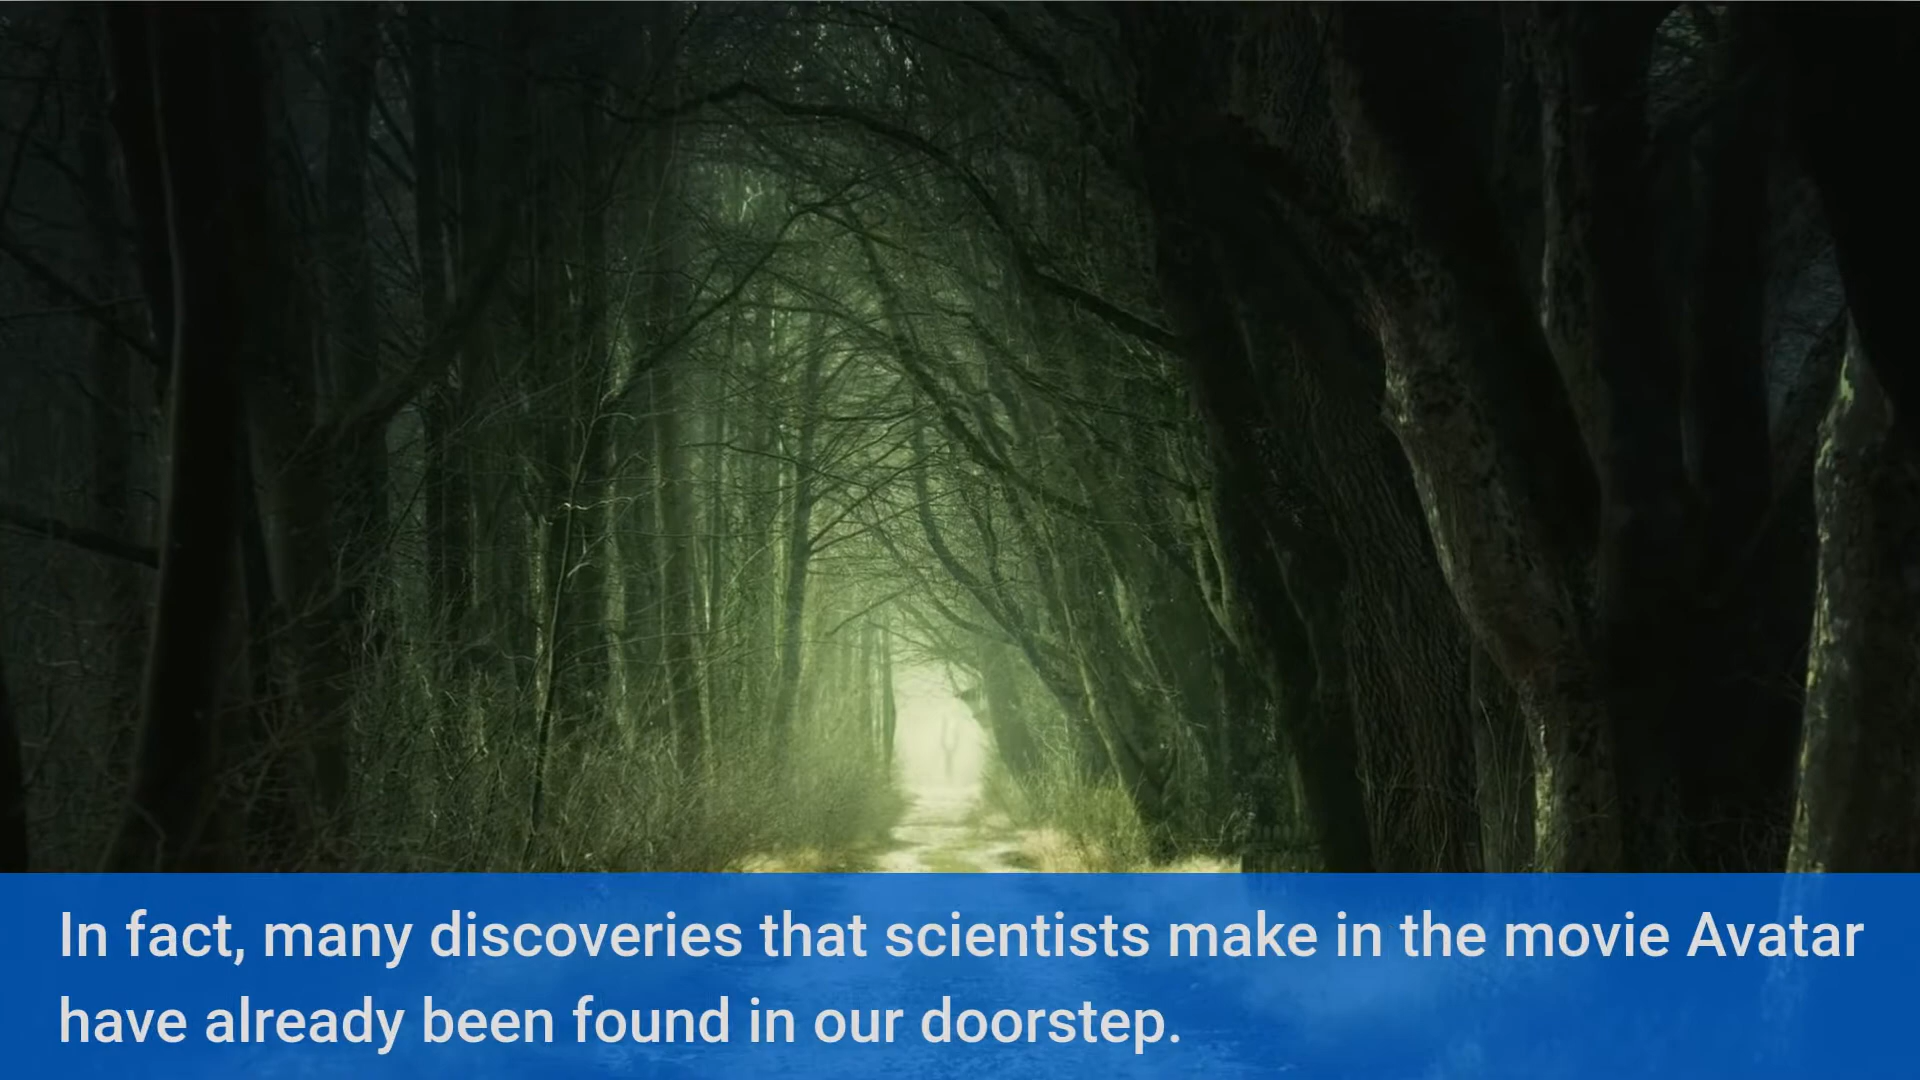 In fact, many discoveries that scientists make in the movie Avatar
have already been found in our doorstep.